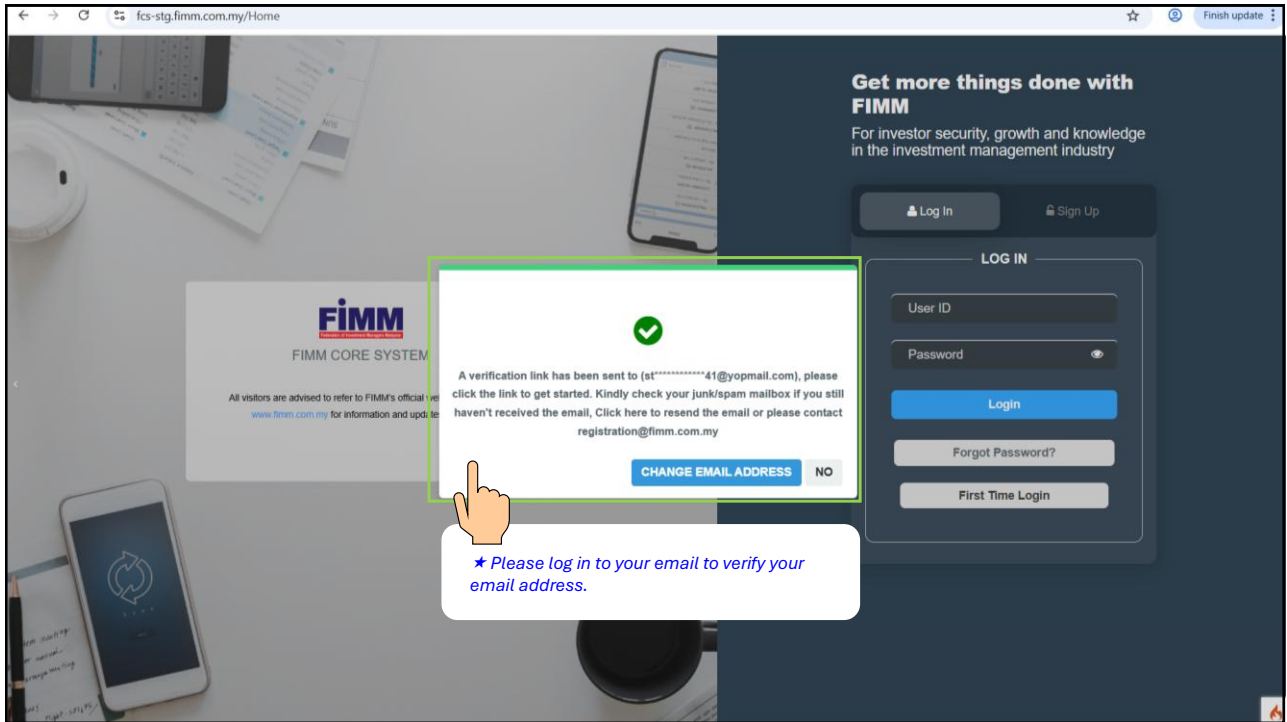 fcs-stg.fimm.com.my/Home
Finish update
Get more things done with
FIMM
For investor security, growth and knowledge
in the investment management industry
Log In
Sign Up
LOG IN
User ID
Password
Login
Forgot Password?
First Time Login
FiMM
FIMM CORE SYSTEM
All visitors are advised to refer to FIMM's official we
www.fimm.com.my for information and update
A verification link has been sent to (st************41@yopmail.com), please
click the link to get started. Kindly check your junk/spam mailbox if you still
haven't received the email, Click here to resend the email or please contact
registration@fimm.com.my
CHANGE EMAIL ADDRESS
NO
★ Please log in to your email to verify your
email address.